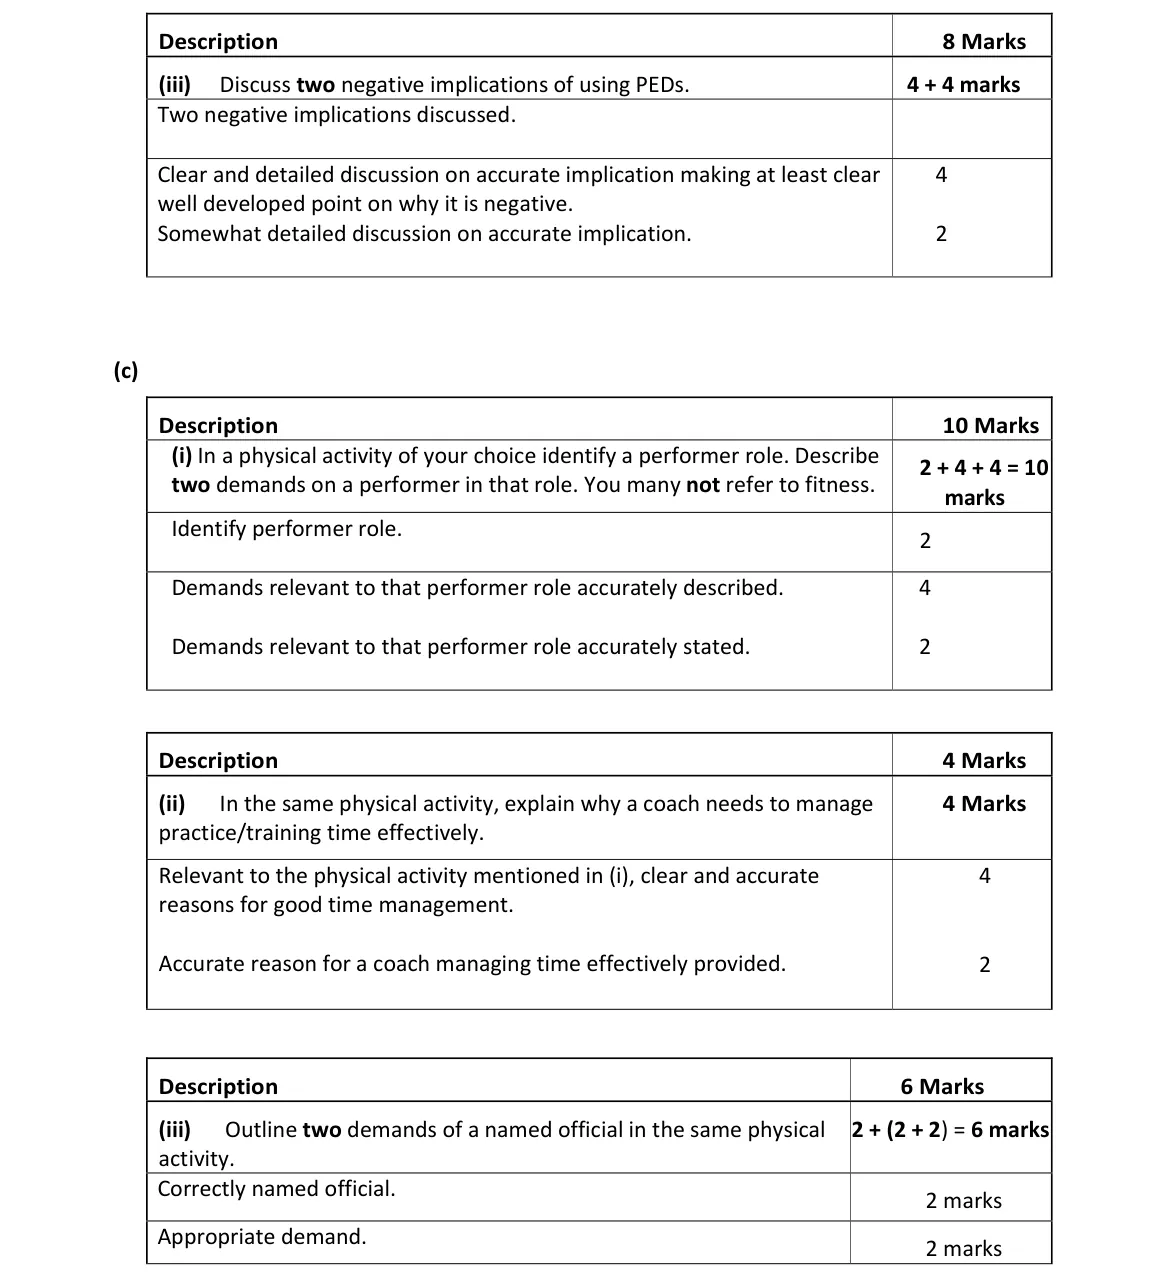 Description 8 Marks
(iii) Discuss two negative implications of using PEDs. 4 + 4 marks
Two negative implications discussed.
Clear and detailed discussion on accurate implication making at least clear 4
well developed point on why it is negative.
Somewhat detailed discussion on accurate implication. 2
(c)
Description 10 Marks
(i) In a physical activity of your choice identify a performer role. Describe
two demands on a performer in that role. You many not refer to fitness.
2 + 4 + 4 = 10
marks
Identify performer role.
2
Demands relevant to that performer role accurately described. 4
Demands relevant to that performer role accurately stated. 2
Description 4 Marks
(ii) In the same physical activity, explain why a coach needs to manage 4 Marks
practice/training time effectively.
Relevant to the physical activity mentioned in (i), clear and accurate 4
reasons for good time management.
Accurate reason for a coach managing time effectively provided. 2
Description 6 Marks
(iii) Outline two demands of a named official in the same physical 2 + (2 + 2) = 6 marks
activity.
Correctly named official.
2 marks
Appropriate demand.
2 marks